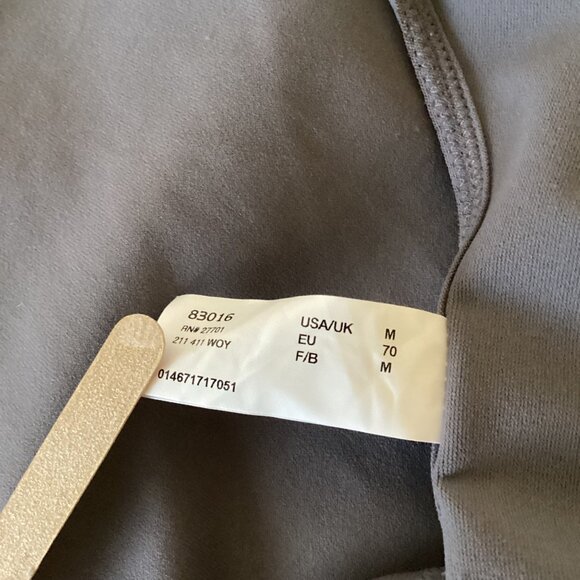 83016
RN# 27701
211 411 WOY
014671717051
USA/UK M
EU 70
F/B M